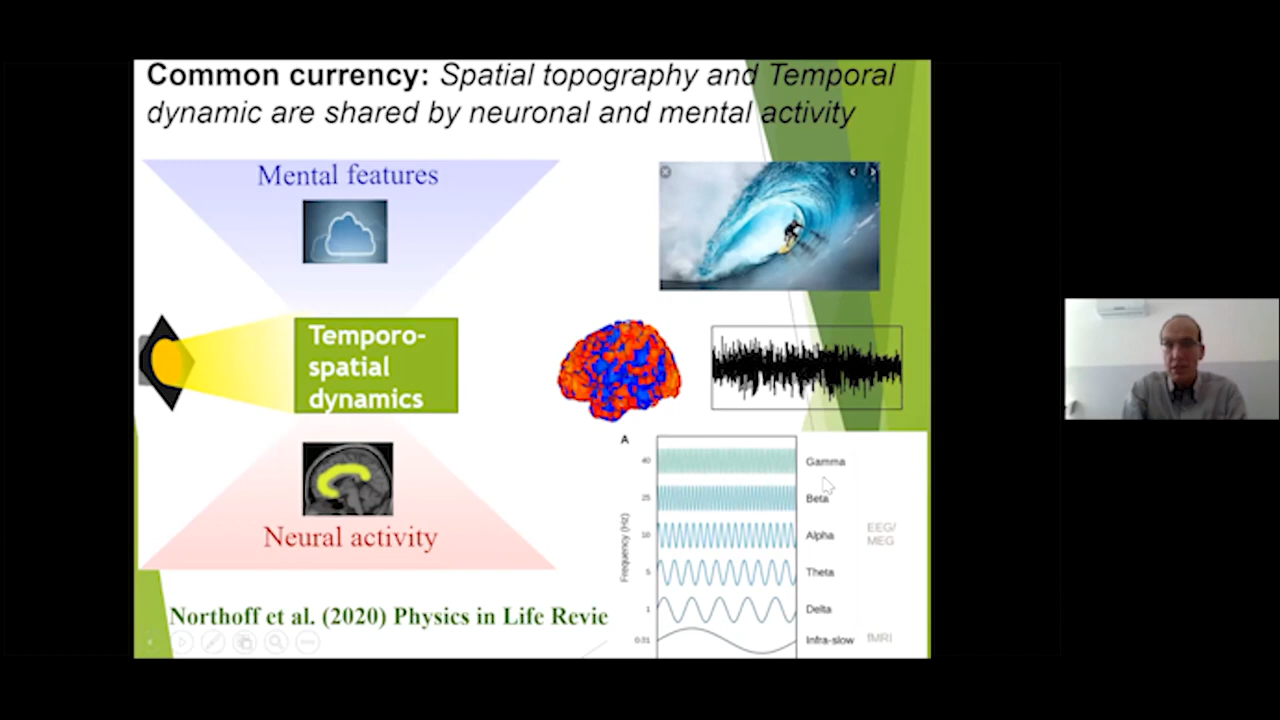 Common currency: Spatial topography and Temporal
dynamic are shared by neuronal and mental activity
Mental features
Temporo-
spatial
dynamics
Neural activity
Northoff et al. (2020) Physics in Life Revie
A
Frequency (Hz)
40
Gamma
25
Beta
10
Alpha
EEG/
MEG
5
Theta
1
Delta
0.01
Infra-slow
fMRI